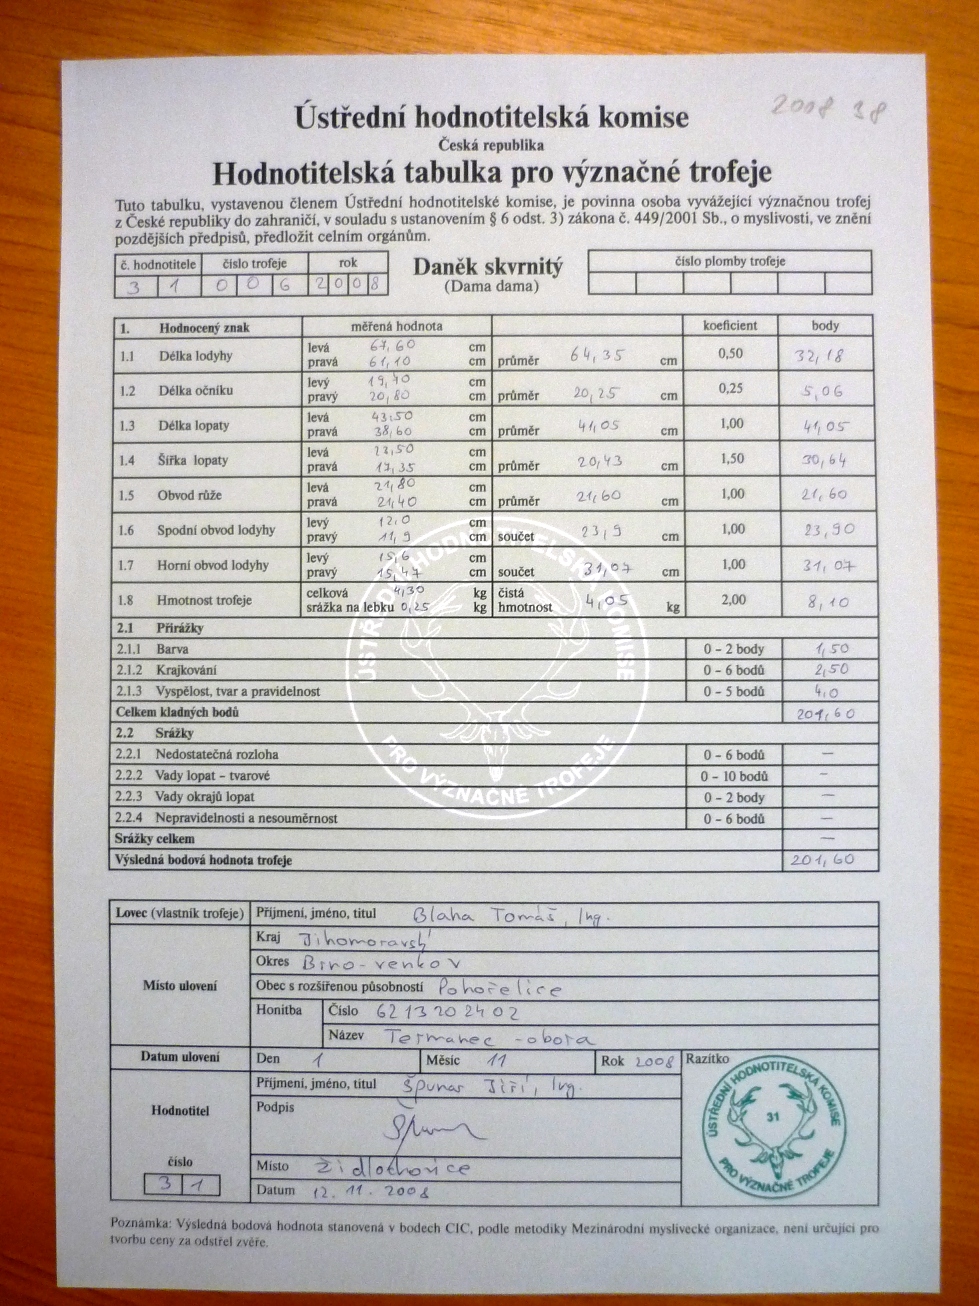 2008 38
Ústřední hodnotitelská komise
Česká republika
Hodnotitelská tabulka pro význačné trofeje
Tuto tabulku, vystavenou členem Ústřední hodnotitelské komise, je povinna osoba vyvážející význačnou trofej
z České republiky do zahraničí, v souladu s ustanovením § 6 odst. 3) zákona č. 449/2001 Sb., o myslivosti, ve znění
pozdějších předpisů, předložit celním orgánům.
č. hodnotitele číslo trofeje rok Daněk skvrnitý číslo plomby trofeje
3 1 0 0 6 2 0 0 8 (Dama dama)
1. Hodnocený znak měřená hodnota koeficient body
1.1 Délka lodyhy levá 67,60 cm 0,50 32,18
pravá 61,10 cm průměr 64,35 cm
1.2 Délka očníku levý 19,70 cm 0,25 5,06
pravý 20,80 cm průměr 20,25 cm
1.3 Délka lopaty levá 43,50 cm 1,00 41,05
pravá 38,60 cm průměr 41,05 cm
1.4 Šířka lopaty levá 23,50 cm 1,50 30,64
pravá 17,35 cm průměr 20,43 cm
1.5 Obvod růže levá 21,80 cm 1,00 21,60
pravá 21,40 cm průměr 21,60 cm
1.6 Spodní obvod lodyhy levý 12,0 cm 1,00 23,90
pravý 11,9 cm součet 23,9 cm
1.7 Horní obvod lodyhy levý 15,6 cm 1,00 31,07
pravý 15,47 cm součet 31,07 cm
1.8 Hmotnost trofeje celková 4,30 kg čistá 2,00 8,10
srážka na lebku 0,25 kg hmotnost 4,05 kg
2.1 Přirážky
2.1.1 Barva 0 – 2 body 1,50
2.1.2 Krajkování 0 – 6 bodů 2,50
2.1.3 Vyspělost, tvar a pravidelnost 0 – 5 bodů 4,0
Celkem kladných bodů 201,60
2.2 Srážky
2.2.1 Nedostatečná rozloha 0 – 6 bodů —
2.2.2 Vady lopat – tvarové 0 – 10 bodů —
2.2.3 Vady okrajů lopat 0 – 2 body —
2.2.4 Nepravidelnosti a nesouměrnost 0 – 6 bodů —
Srážky celkem —
Výsledná bodová hodnota trofeje 201,60
ÚSTŘEDNÍ HODNOTITELSKÁ KOMISE
PRO VÝZNAČNÉ TROFEJE
Lovec (vlastník trofeje) Příjmení, jméno, titul Blaha Tomáš, Ing.
Místo ulovení Kraj Jihomoravský
Okres Brno-venkov
Obec s rozšířenou působností Pohořelice
Honitba Číslo 6213202402
Název Termanec - obora
Datum ulovení Den 1 Měsíc 11 Rok 2008 Razítko
Hodnotitel Příjmení, jméno, titul Špunar Jiří, Ing.
Podpis
číslo Místo Židlochovice
3 1 Datum 12.11.2008
ÚSTŘEDNÍ HODNOTITELSKÁ KOMISE
31
PRO VÝZNAČNÉ TROFEJE
Poznámka: Výsledná bodová hodnota stanovená v bodech CIC, podle metodiky Mezinárodní myslivecké organizace, není určující pro
tvorbu ceny za odstřel zvěře.